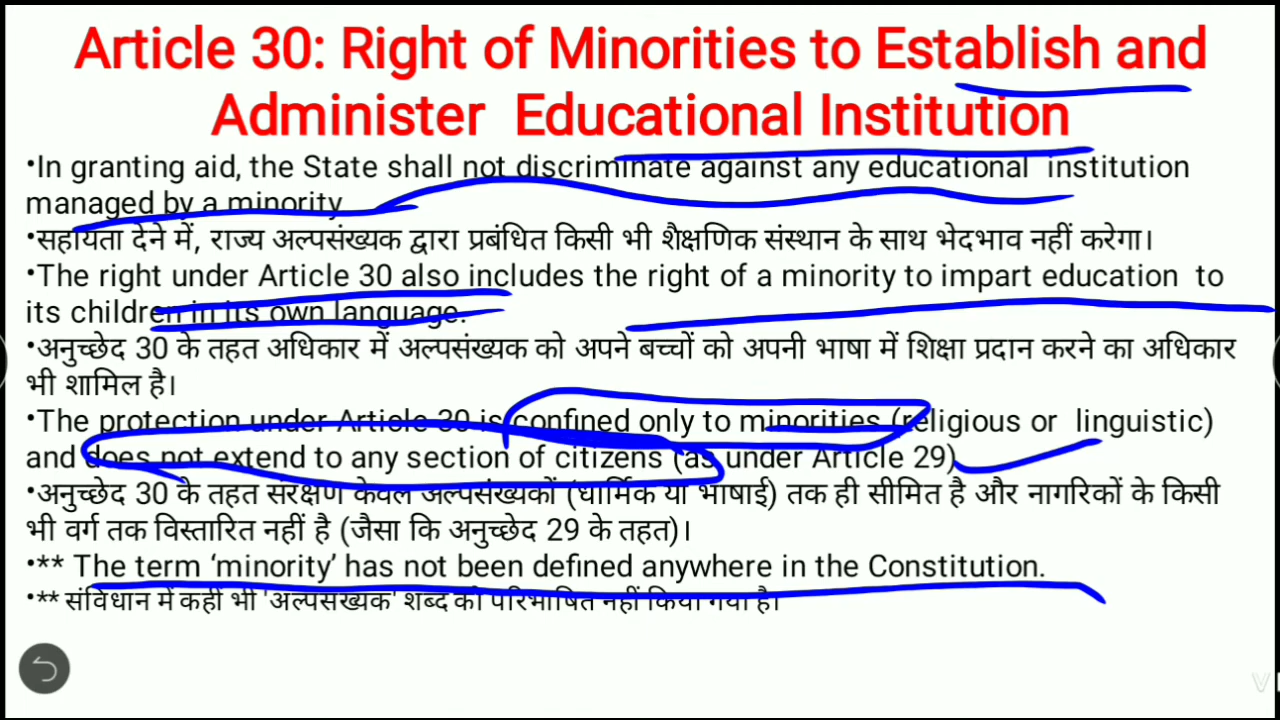 Article 30: Right of Minorities to Establish and
Administer Educational Institution
•In granting aid, the State shall not discriminate against any educational institution
managed by a minority
•सहायता देने में, राज्य अल्पसंख्यक द्वारा प्रबंधित किसी भी शैक्षणिक संस्थान के साथ भेदभाव नहीं करेगा।
•The right under Article 30 also includes the right of a minority to impart education to
its children in its own language.
•अनुच्छेद 30 के तहत अधिकार में अल्पसंख्यक को अपने बच्चों को अपनी भाषा में शिक्षा प्रदान करने का अधिकार
भी शामिल है।
•The protection under Article 30 is confined only to minorities (religious or linguistic)
and does not extend to any section of citizens (as under Article 29)
•अनुच्छेद 30 के तहत संरक्षण केवल अल्पसंख्यकों (धार्मिक या भाषाई) तक ही सीमित है और नागरिकों के किसी
भी वर्ग तक विस्तारित नहीं है (जैसा कि अनुच्छेद 29 के तहत)।
•** The term ‘minority’ has not been defined anywhere in the Constitution.
•** संविधान में कहीं भी 'अल्पसंख्यक' शब्द को परिभाषित नहीं किया गया है।